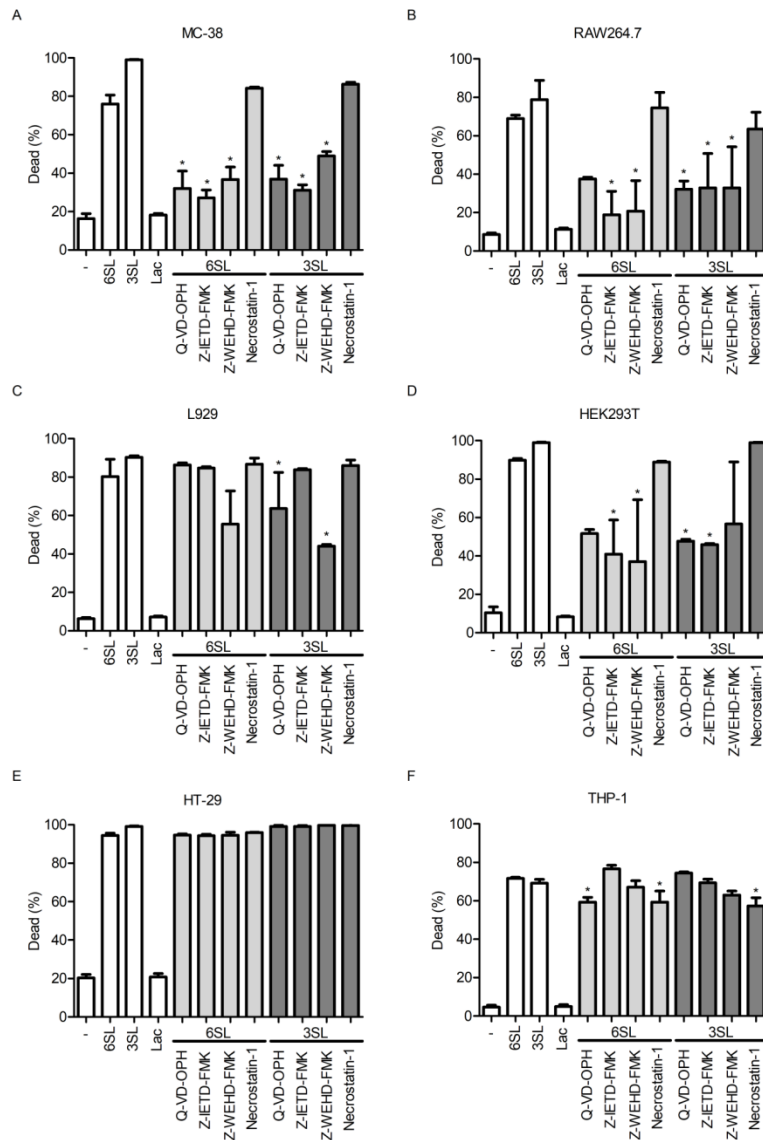 A
MC-38
Dead (%)
100
80
60
40
20
0
* * * * * *
-
6SL
3SL
Lac
6SL
3SL
Q-VD-OPH
Z-IETD-FMK
Z-WEHD-FMK
Necrostatin-1
Q-VD-OPH
Z-IETD-FMK
Z-WEHD-FMK
Necrostatin-1
B
RAW264.7
Dead (%)
100
80
60
40
20
0
* * * * *
-
6SL
3SL
Lac
6SL
3SL
Q-VD-OPH
Z-IETD-FMK
Z-WEHD-FMK
Necrostatin-1
Q-VD-OPH
Z-IETD-FMK
Z-WEHD-FMK
Necrostatin-1
C
L929
Dead (%)
100
80
60
40
20
0
* *
-
6SL
3SL
Lac
6SL
3SL
Q-VD-OPH
Z-IETD-FMK
Z-WEHD-FMK
Necrostatin-1
Q-VD-OPH
Z-IETD-FMK
Z-WEHD-FMK
Necrostatin-1
D
HEK293T
Dead (%)
100
80
60
40
20
0
* * * *
-
6SL
3SL
Lac
6SL
3SL
Q-VD-OPH
Z-IETD-FMK
Z-WEHD-FMK
Necrostatin-1
Q-VD-OPH
Z-IETD-FMK
Z-WEHD-FMK
Necrostatin-1
E
HT-29
Dead (%)
100
80
60
40
20
0
-
6SL
3SL
Lac
6SL
3SL
Q-VD-OPH
Z-IETD-FMK
Z-WEHD-FMK
Necrostatin-1
Q-VD-OPH
Z-IETD-FMK
Z-WEHD-FMK
Necrostatin-1
F
THP-1
Dead (%)
100
80
60
40
20
0
* * *
-
6SL
3SL
Lac
6SL
3SL
Q-VD-OPH
Z-IETD-FMK
Z-WEHD-FMK
Necrostatin-1
Q-VD-OPH
Z-IETD-FMK
Z-WEHD-FMK
Necrostatin-1